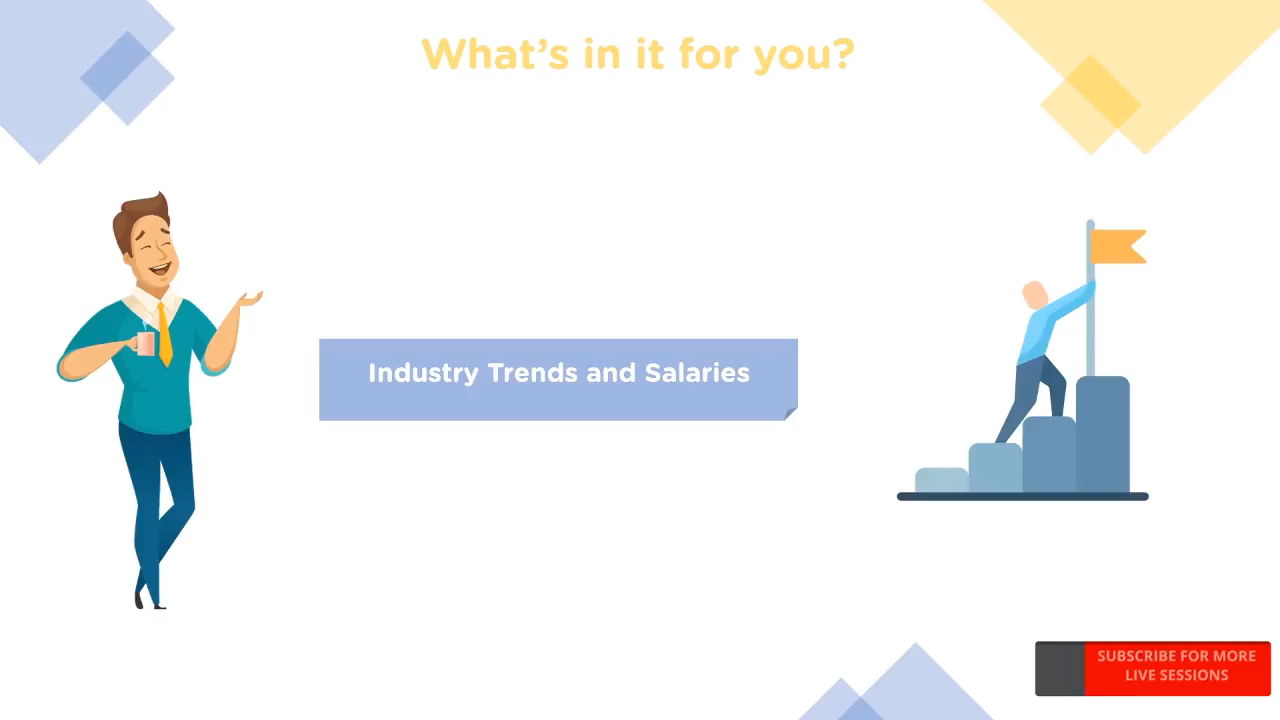 What's in it for you?
Industry Trends and Salaries
SUBSCRIBE FOR MORE
LIVE SESSIONS